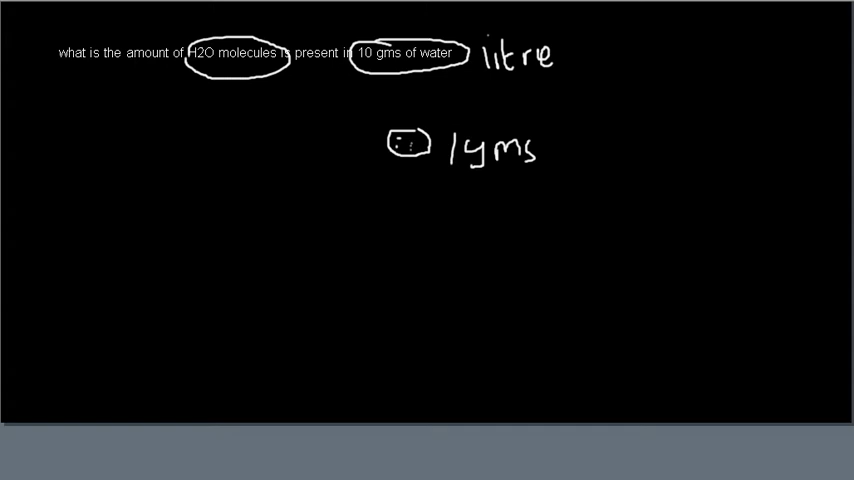 what is the amount of H2O molecules is present in 10 gms of water litre
1gms